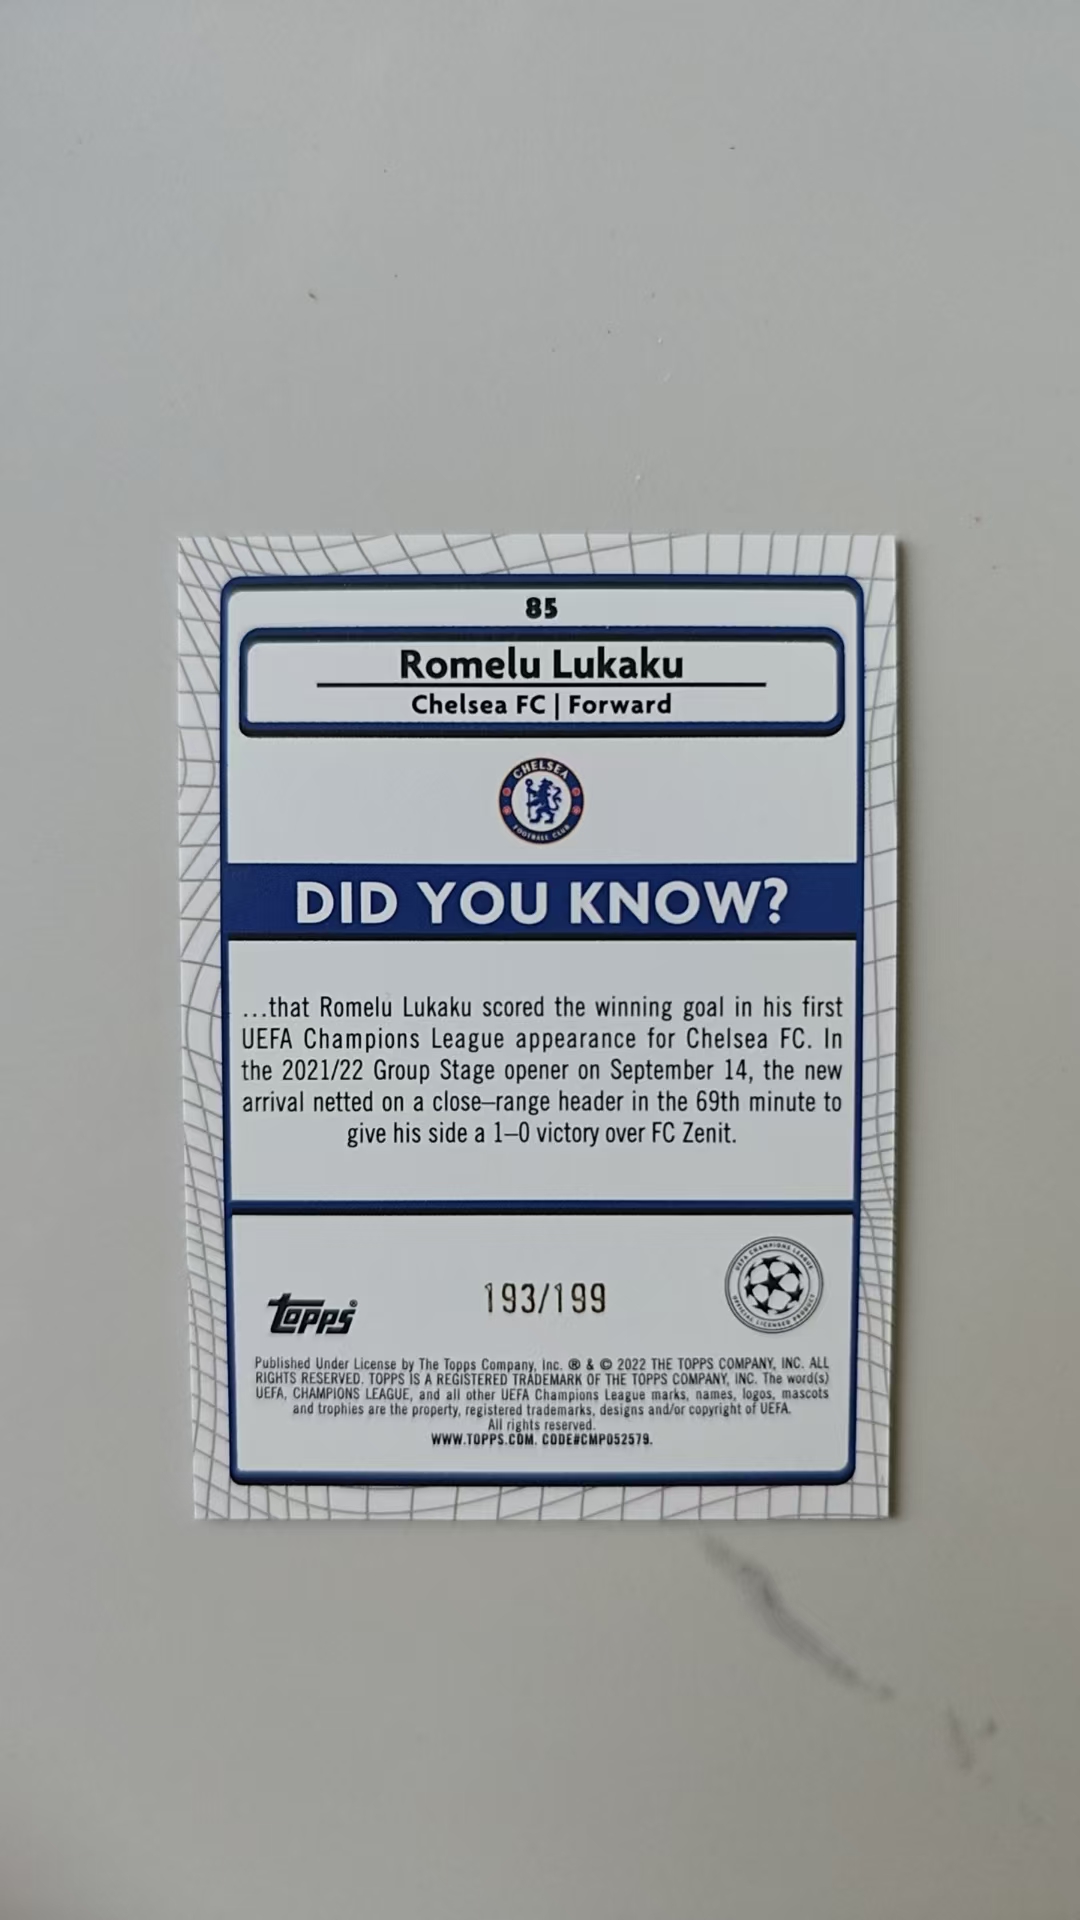 85
Romelu Lukaku
Chelsea FC | Forward
CHELSEA
FOOTBALL CLUB
DID YOU KNOW?
...that Romelu Lukaku scored the winning goal in his first
UEFA Champions League appearance for Chelsea FC. In
the 2021/22 Group Stage opener on September 14, the new
arrival netted on a close–range header in the 69th minute to
give his side a 1–0 victory over FC Zenit.
topps®
193/199
UEFA CHAMPIONS LEAGUE
OFFICIAL LICENSED PRODUCT
Published Under License by The Topps Company, Inc. ® & © 2022 THE TOPPS COMPANY, INC. ALL
RIGHTS RESERVED. TOPPS IS A REGISTERED TRADEMARK OF THE TOPPS COMPANY, INC. The word(s)
UEFA, CHAMPIONS LEAGUE, and all other UEFA Champions League marks, names, logos, mascots
and trophies are the property, registered trademarks, designs and/or copyright of UEFA.
All rights reserved.
WWW.TOPPS.COM. CODE#CMP052579.